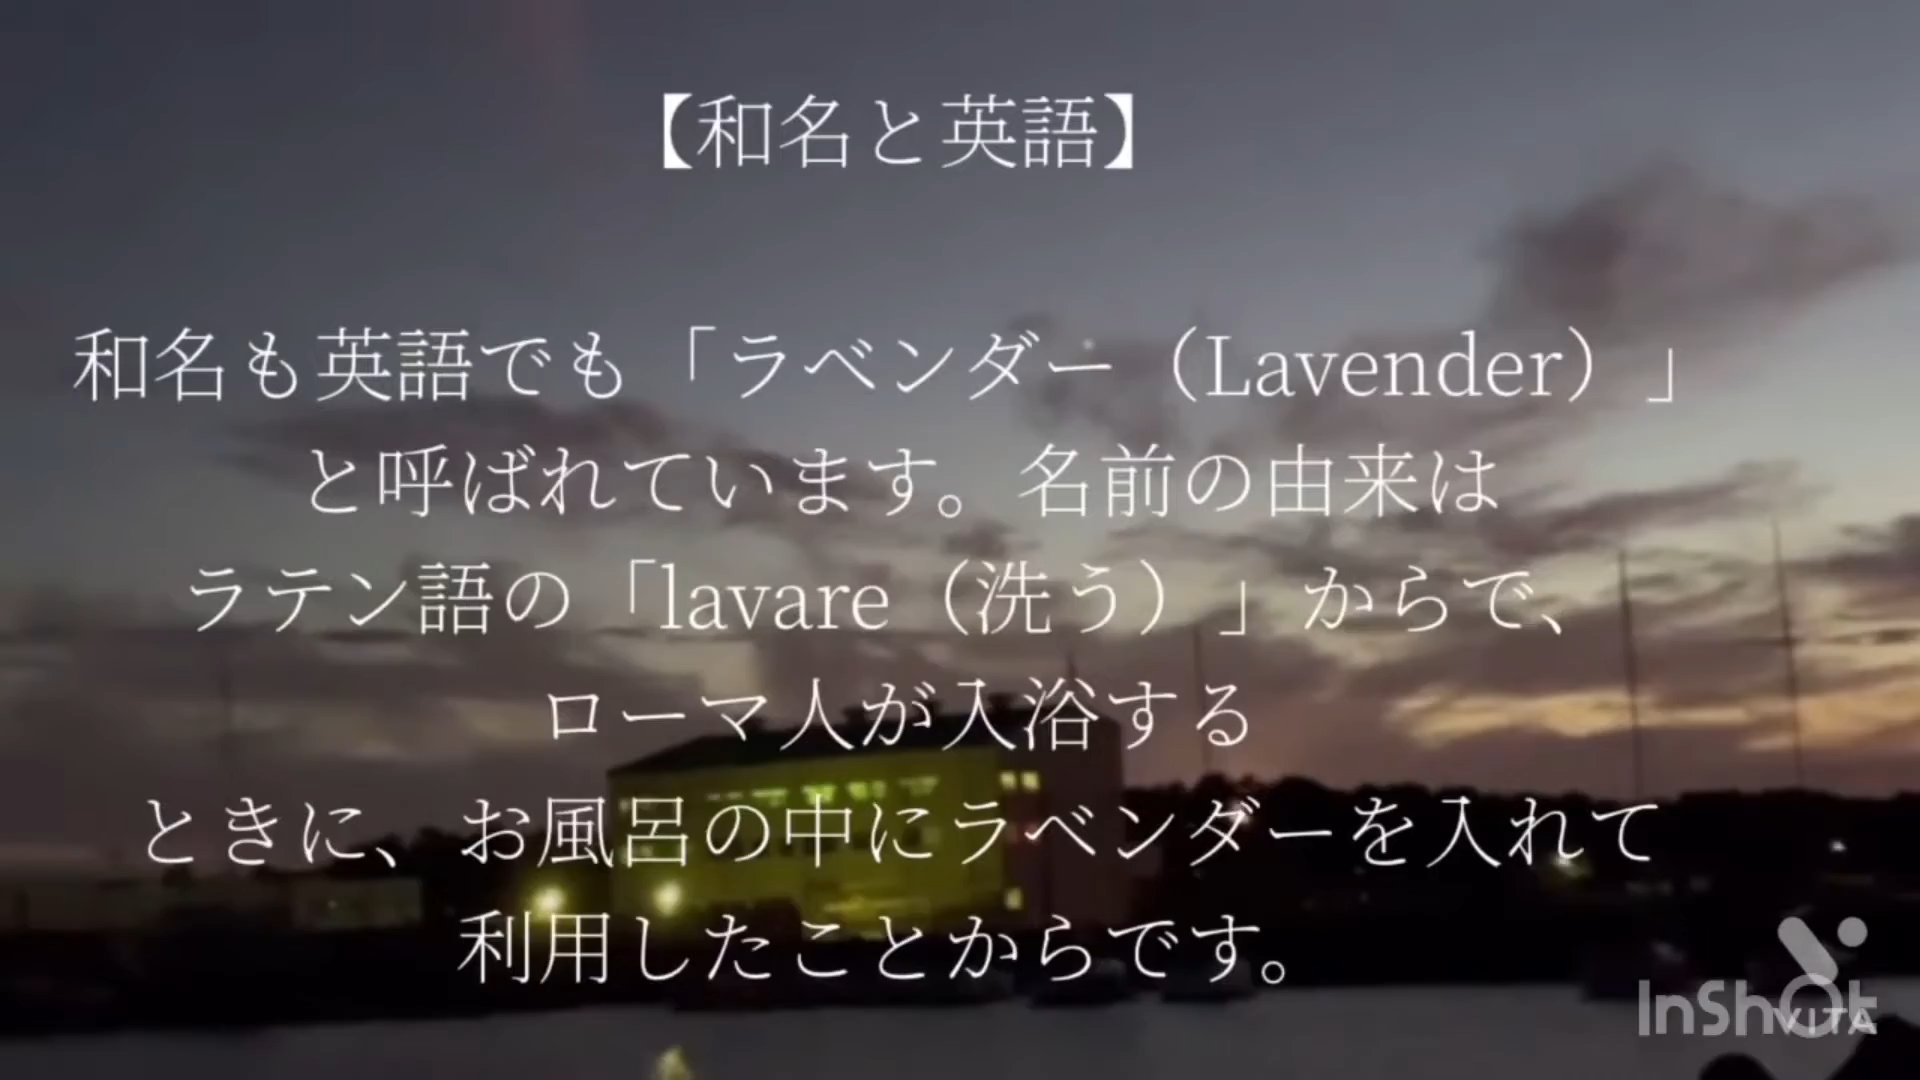 【和名と英語】
和名も英語でも「ラベンダー（Lavender）」
と呼ばれています。名前の由来は
ラテン語の「lavare（洗う）」からで、
ローマ人が入浴する
ときに、お風呂の中にラベンダーを入れて
利用したことからです。
InShot
VITA